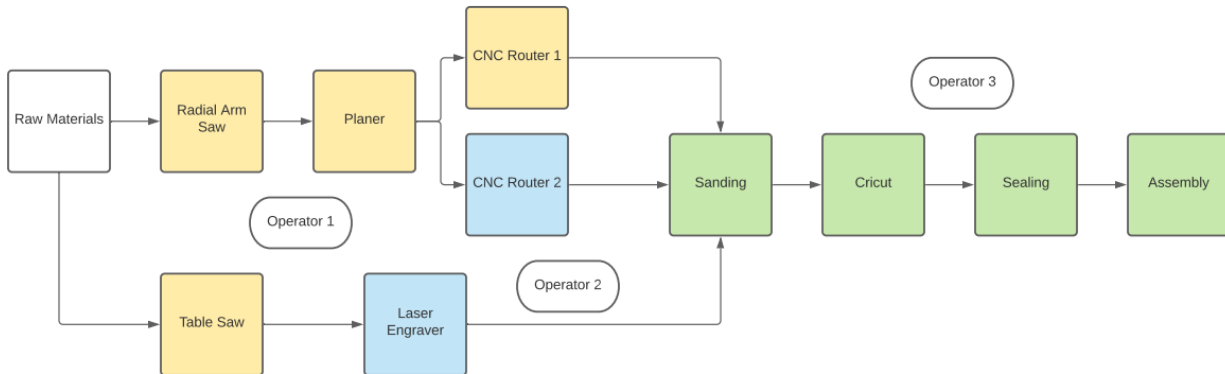 CNC Router 1
Operator 3
Raw Materials
Radial Arm
Saw
Planer
CNC Router 2
Sanding
Cricut
Sealing
Assembly
Operator 1
Operator 2
Table Saw
Laser
Engraver